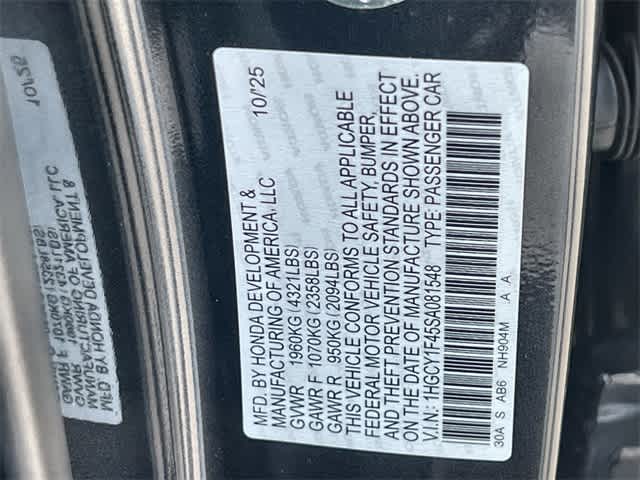 MFD. BY HONDA DEVELOPMENT &
MANUFACTURING OF AMERICA, LLC 10/25
GVWR 1960KG(4321LBS)
GAWR F 1070KG(2358LBS)
GAWR R 950KG(2094LBS)
THIS VEHICLE CONFORMS TO ALL APPLICABLE
FEDERAL MOTOR VEHICLE SAFETY, BUMPER,
AND THEFT PREVENTION STANDARDS IN EFFECT
ON THE DATE OF MANUFACTURE SHOWN ABOVE.
V.I.N: 1HGCY1F45SA081548 TYPE: PASSENGER CAR
30A S AB6 NH904M A A